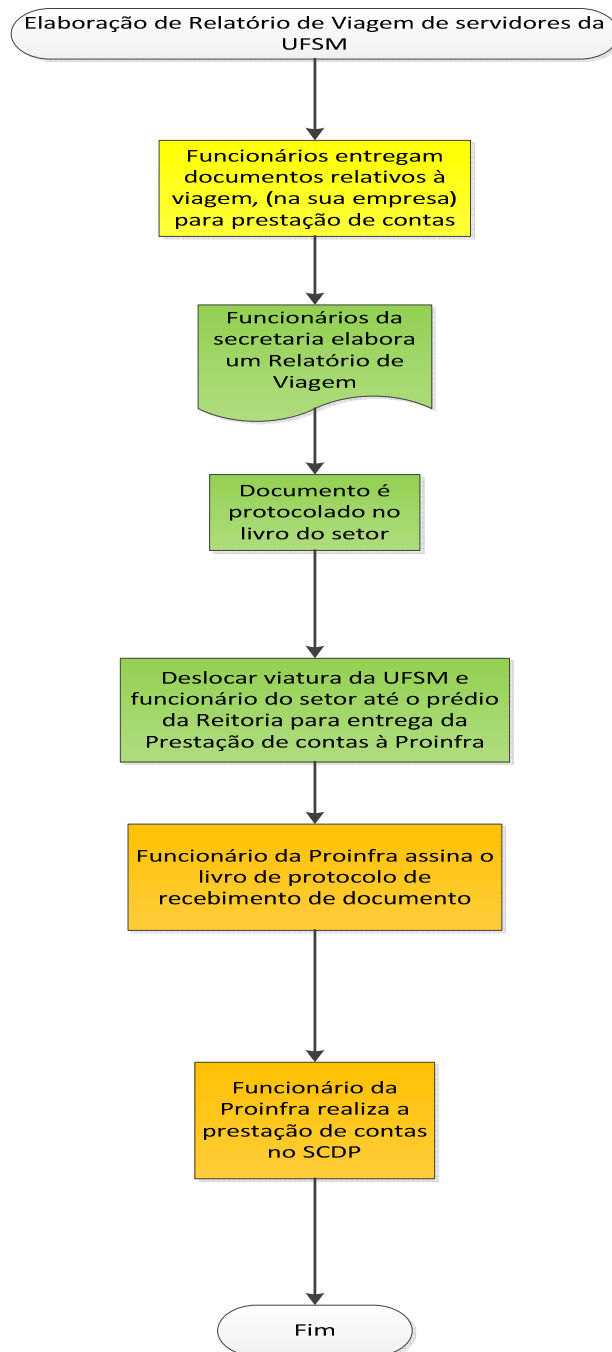 Elaboração de Relatório de Viagem de servidores da
UFSM
Funcionários entregam
documentos relativos à
viagem, (na sua empresa)
para prestação de contas
Funcionários da
secretaria elabora
um Relatório de
Viagem
Documento é
protocolado no
livro do setor
Deslocar viatura da UFSM e
funcionário do setor até o prédio
da Reitoria para entrega da
Prestação de contas à Proinfra
Funcionário da Proinfra assina o
livro de protocolo de
recebimento de documento
Funcionário da
Proinfra realiza a
prestação de contas
no SCDP
Fim